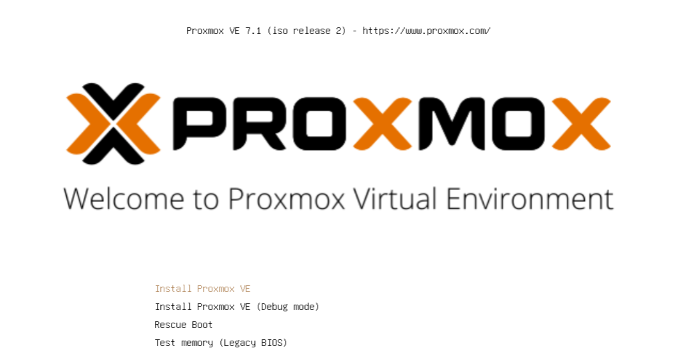 Proxmox VE 7.1 (iso release 2) - https://www.proxmox.com/
PROXMOX
Welcome to Proxmox Virtual Environment
Install Proxmox VE
Install Proxmox VE (Debug mode)
Rescue Boot
Test memory (Legacy BIOS)